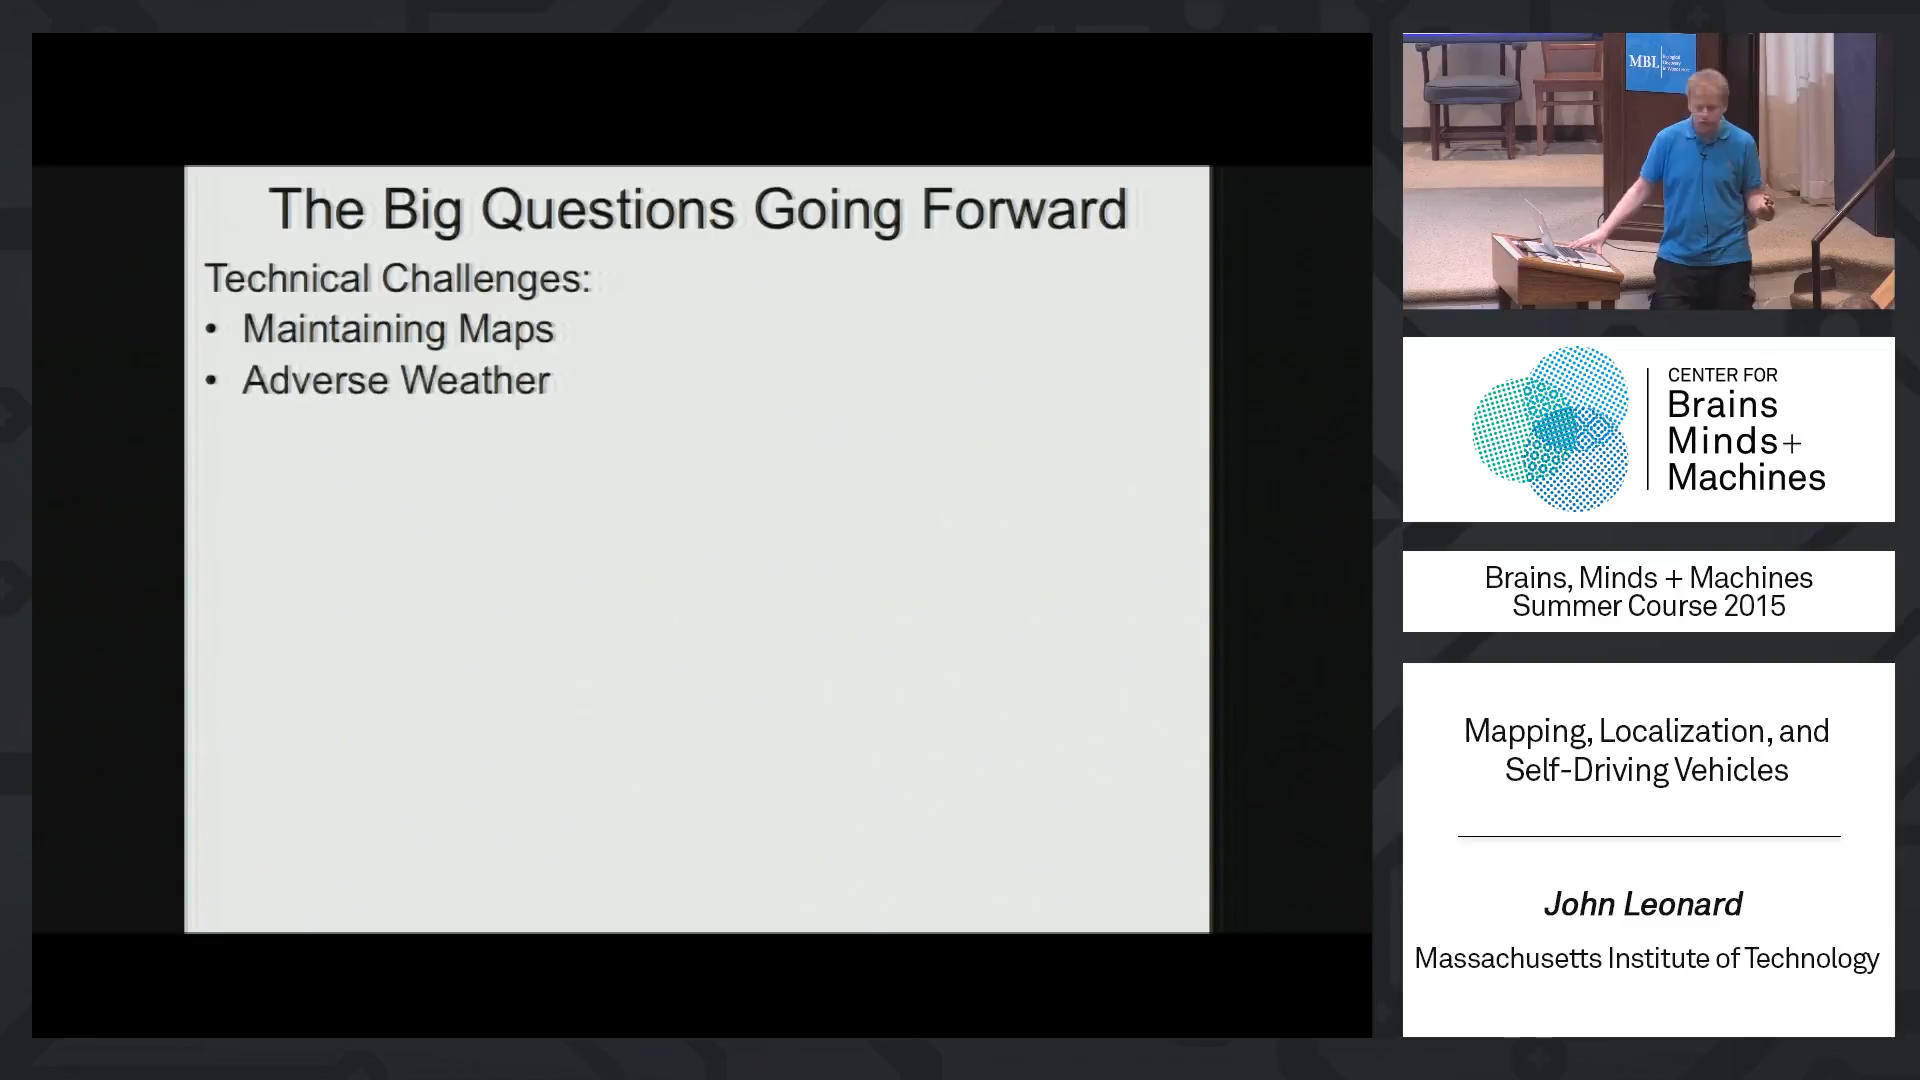 The Big Questions Going Forward
Technical Challenges:
• Maintaining Maps
• Adverse Weather
MBL
CENTER FOR
Brains
Minds+
Machines
Brains, Minds + Machines
Summer Course 2015
Mapping, Localization, and
Self-Driving Vehicles
John Leonard
Massachusetts Institute of Technology